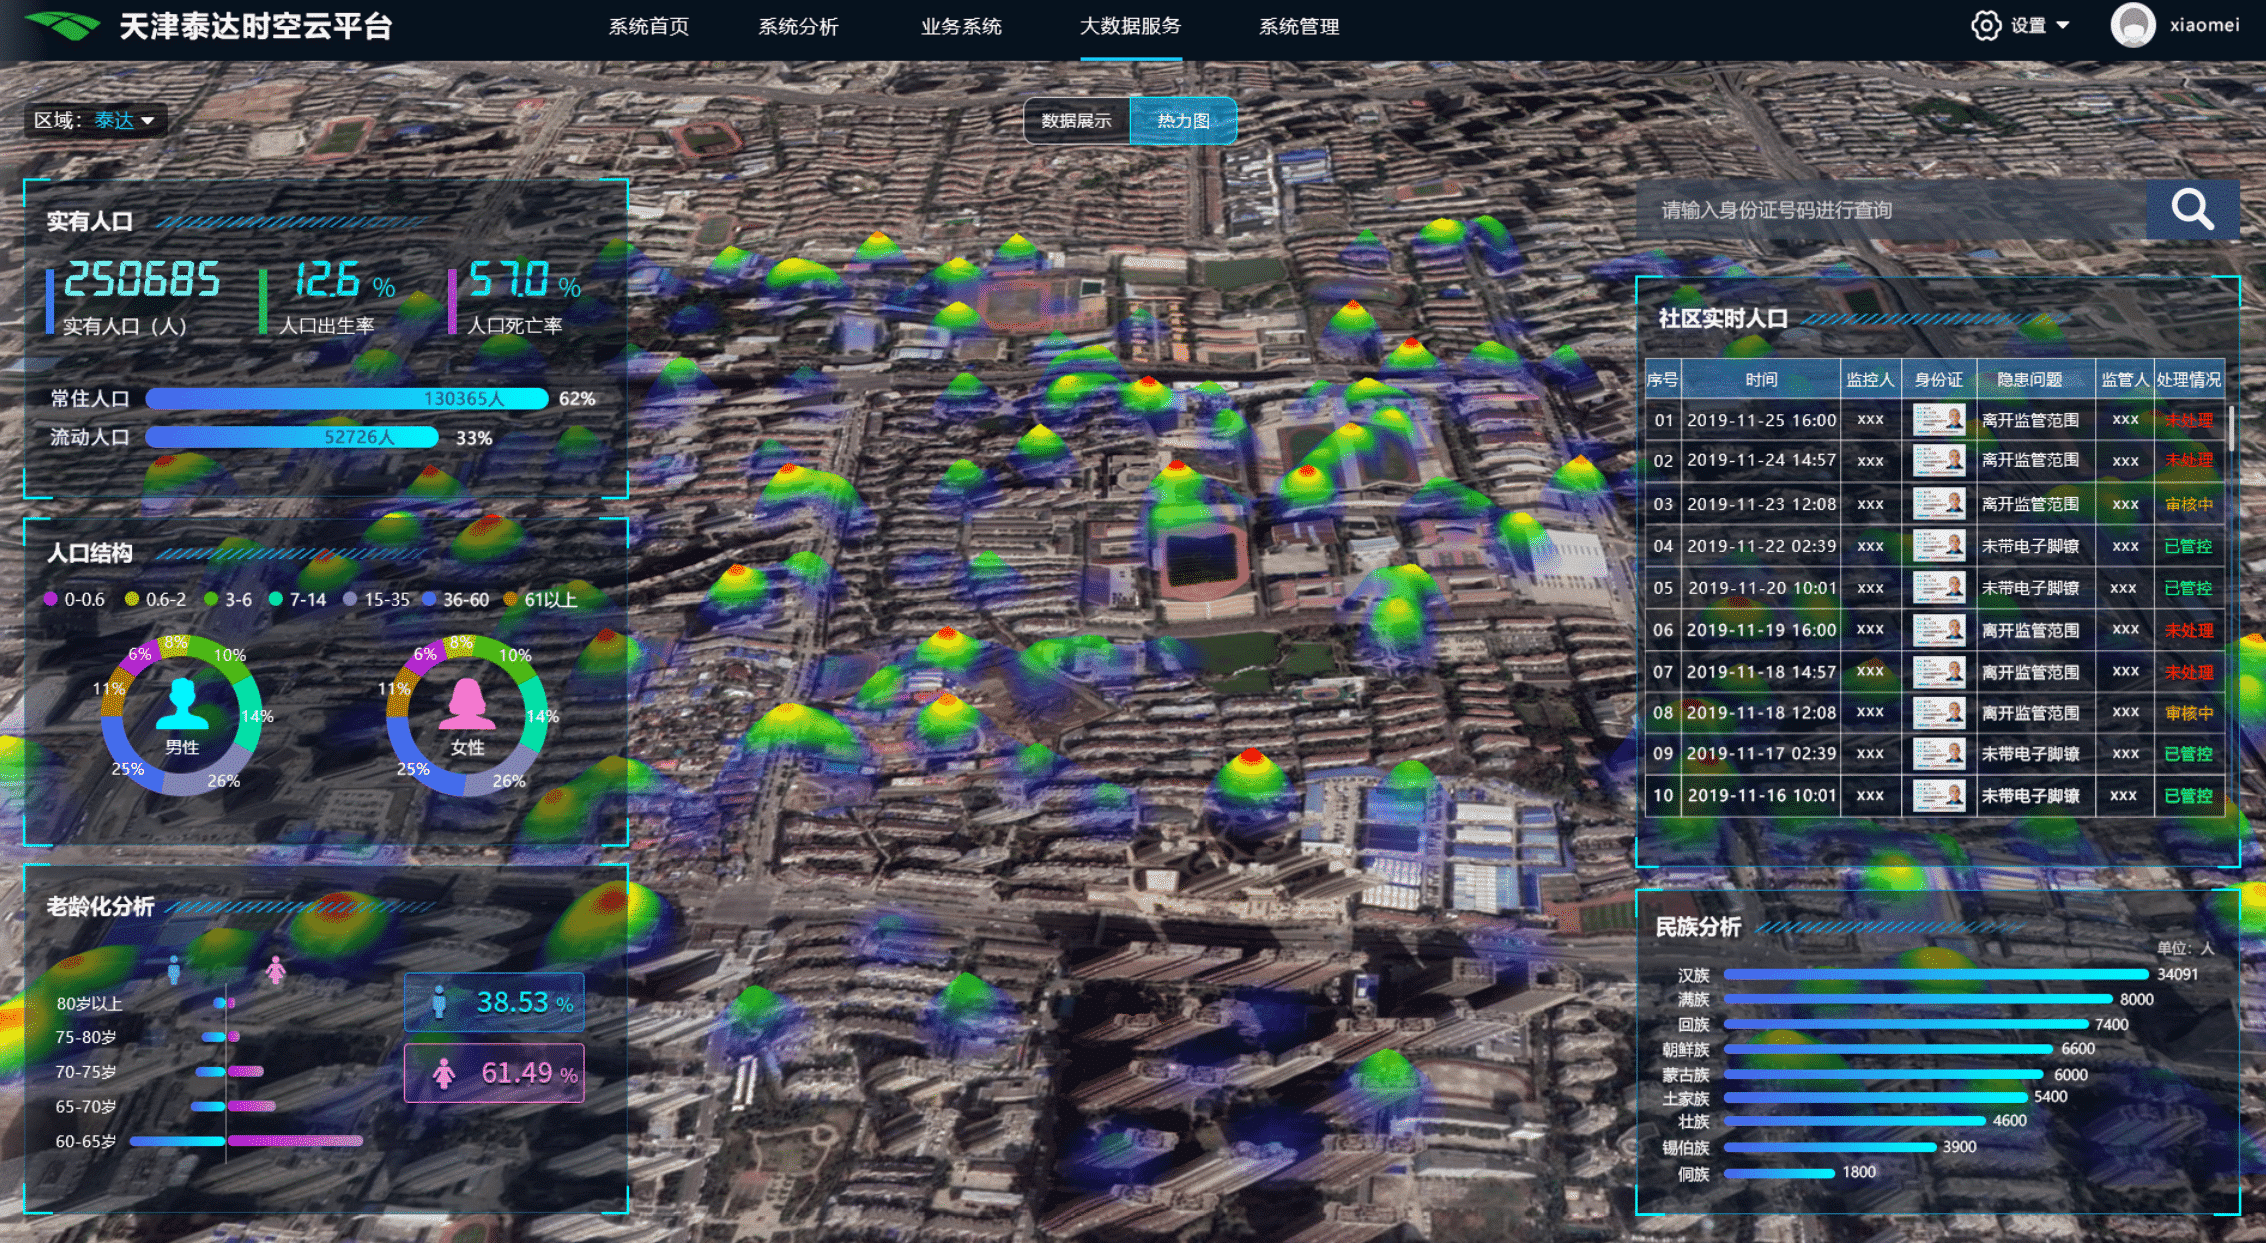 天津泰达时空云平台
系统首页 系统分析 业务系统 大数据服务 系统管理
设置 xiaomei
区域：泰达
数据展示 热力图
实有人口
250685 12.6 % 57.0 %
实有人口（人） 人口出生率 人口死亡率
常住人口 130365人 62%
流动人口 52726人 33%
人口结构
0-0.6 0.6-2 3-6 7-14 15-35 36-60 61以上
6% 8% 10% 11% 14% 男性 25% 26%
6% 8% 10% 11% 14% 女性 25% 26%
老龄化分析
80岁以上
75-80岁
70-75岁
65-70岁
60-65岁
38.53 %
61.49 %
请输入身份证号码进行查询
社区实时人口
序号 时间 监控人 身份证 隐患问题 监管人 处理情况
01 2019-11-25 16:00 xxx 离开监管范围 xxx 未处理
02 2019-11-24 14:57 xxx 离开监管范围 xxx 未处理
03 2019-11-23 12:08 xxx 离开监管范围 xxx 审核中
04 2019-11-22 02:39 xxx 未带电子脚镣 xxx 已管控
05 2019-11-20 10:01 xxx 未带电子脚镣 xxx 已管控
06 2019-11-19 16:00 xxx 离开监管范围 xxx 未处理
07 2019-11-18 14:57 xxx 离开监管范围 xxx 未处理
08 2019-11-18 12:08 xxx 离开监管范围 xxx 审核中
09 2019-11-17 02:39 xxx 未带电子脚镣 xxx 已管控
10 2019-11-16 10:01 xxx 未带电子脚镣 xxx 已管控
民族分析
单位：人
汉族 34091
满族 8000
回族 7400
朝鲜族 6600
蒙古族 6000
土家族 5400
壮族 4600
锡伯族 3900
侗族 1800